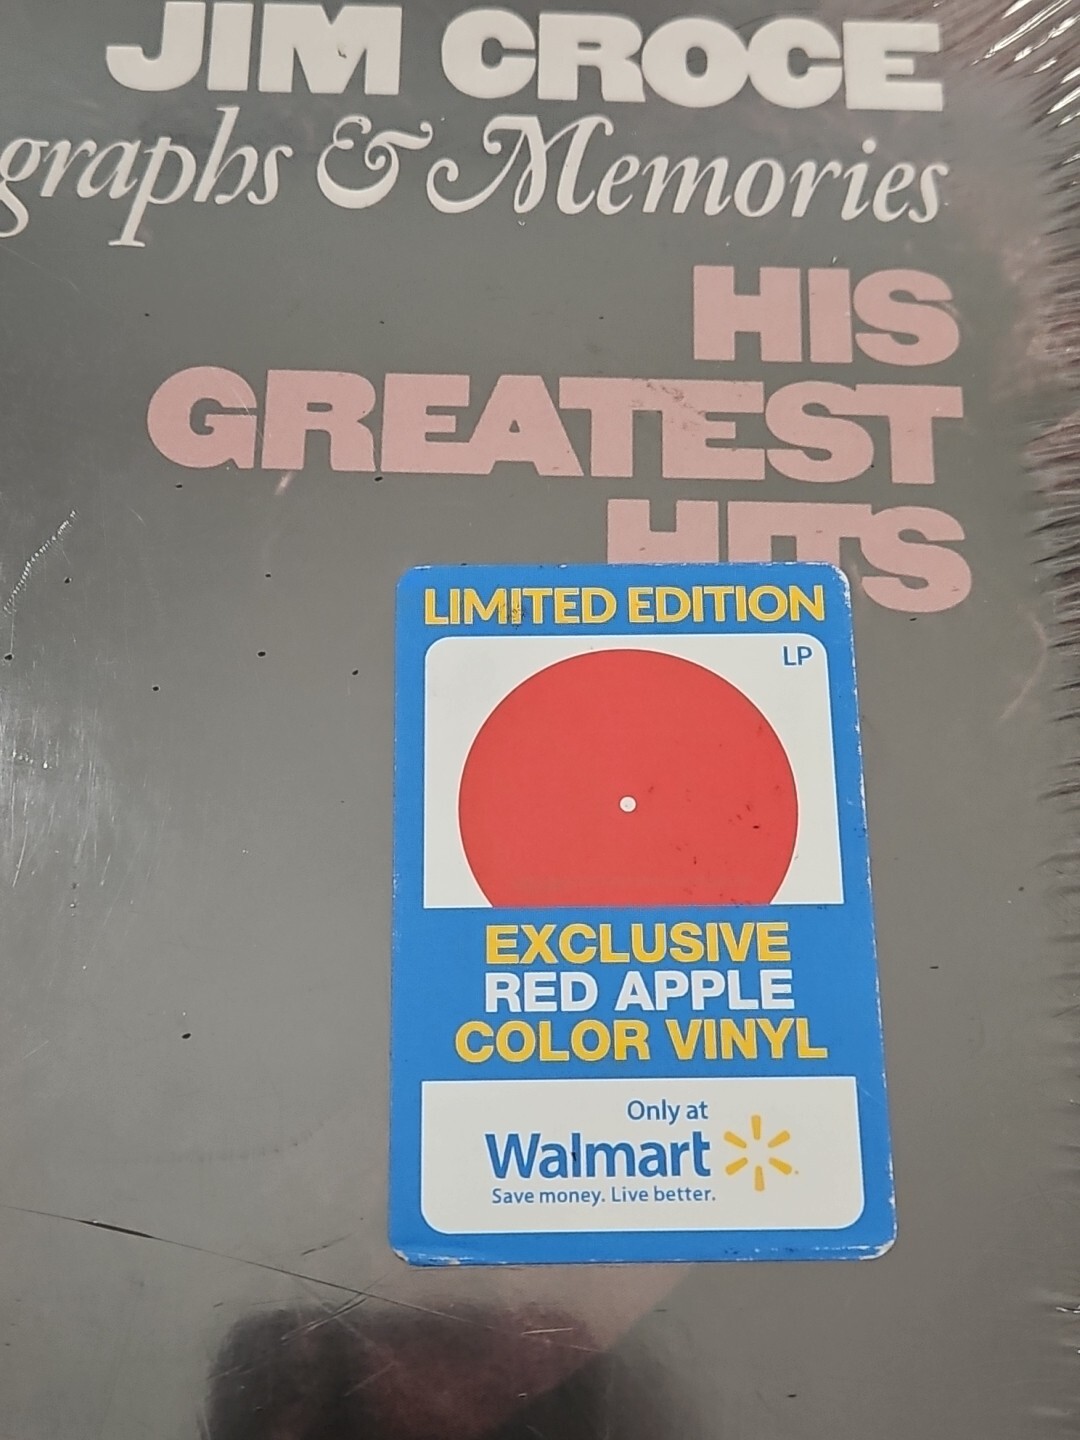 JIM CROCE
graphs & Memories
HIS
GREATEST
HITS
LIMITED EDITION
LP
EXCLUSIVE
RED APPLE
COLOR VINYL
Only at
Walmart
Save money. Live better.